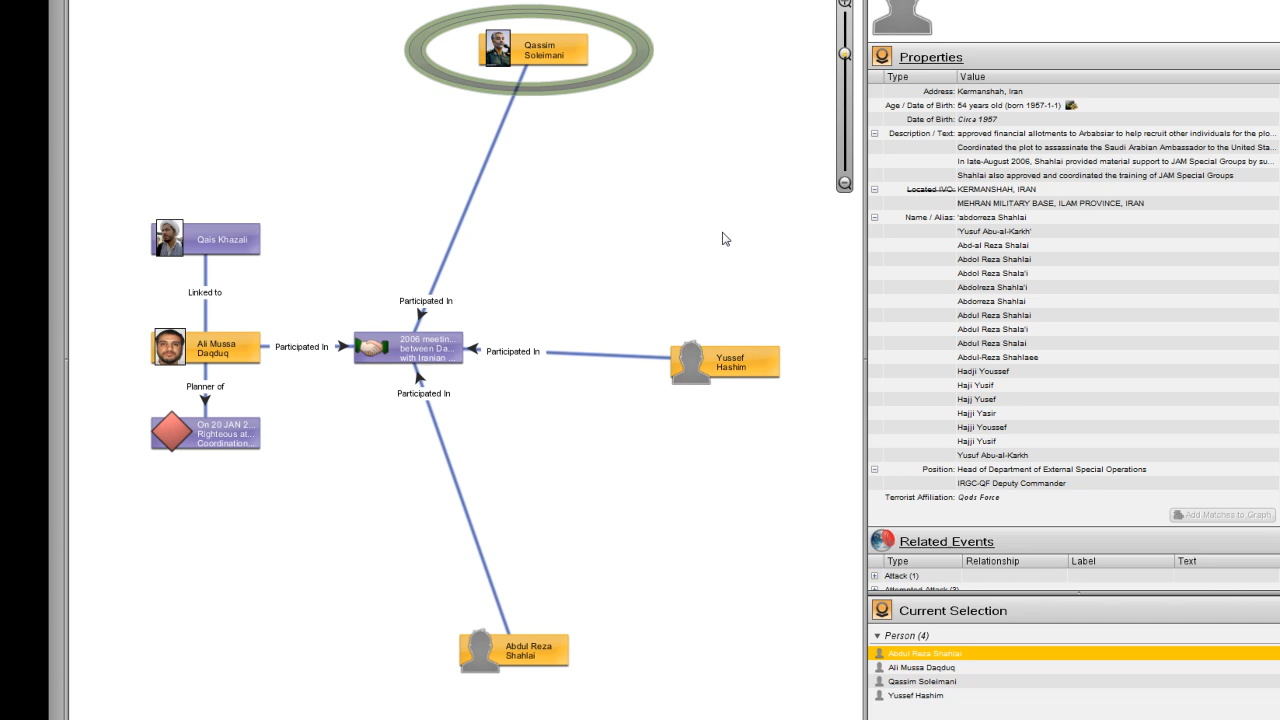 Qassim
Soleimani
Qais Khazali
Linked to
Participated In
Ali Mussa
Daqduq
Participated In
2006 meetin...
between Da...
with Iranian ...
Participated In
Yussef
Hashim
Planner of
Participated In
On 20 JAN 2...
Righteous at...
Coordination...
Abdul Reza
Shahlai
Properties
Type Value
Address: Kermanshah, Iran
Age / Date of Birth: 54 years old (born 1957-1-1)
Date of Birth: Circa 1957
Description / Text: approved financial allotments to Arbabsiar to help recruit other individuals for the plo...
Coordinated the plot to assassinate the Saudi Arabian Ambassador to the United Sta...
In late-August 2006, Shahlai provided material support to JAM Special Groups by su...
Shahlai also approved and coordinated the training of JAM Special Groups
Located IVO: KERMANSHAH, IRAN
MEHRAN MILITARY BASE, ILAM PROVINCE, IRAN
Name / Alias: 'abdorreza Shahlai
'Yusuf Abu-al-Karkh'
Abd-al Reza Shalai
Abdol Reza Shahlai
Abdol Reza Shala'i
Abdolreza Shahla'i
Abdorreza Shahlai
Abdul Reza Shahlai
Abdul Reza Shala'i
Abdul Reza Shalai
Abdul-Reza Shahlaee
Hadji Youssef
Haji Yusif
Hajj Yusef
Hajji Yasir
Hajji Youssef
Hajji Yusif
Yusuf Abu-al-Karkh
Position: Head of Department of External Special Operations
IRGC-QF Deputy Commander
Terrorist Affiliation: Qods Force
Add Matches to Graph
Related Events
Type Relationship Label Text
Attack (1)
Attempted Attack (3)
Current Selection
Person (4)
Abdul Reza Shahlai
Ali Mussa Daqduq
Qassim Soleimani
Yussef Hashim